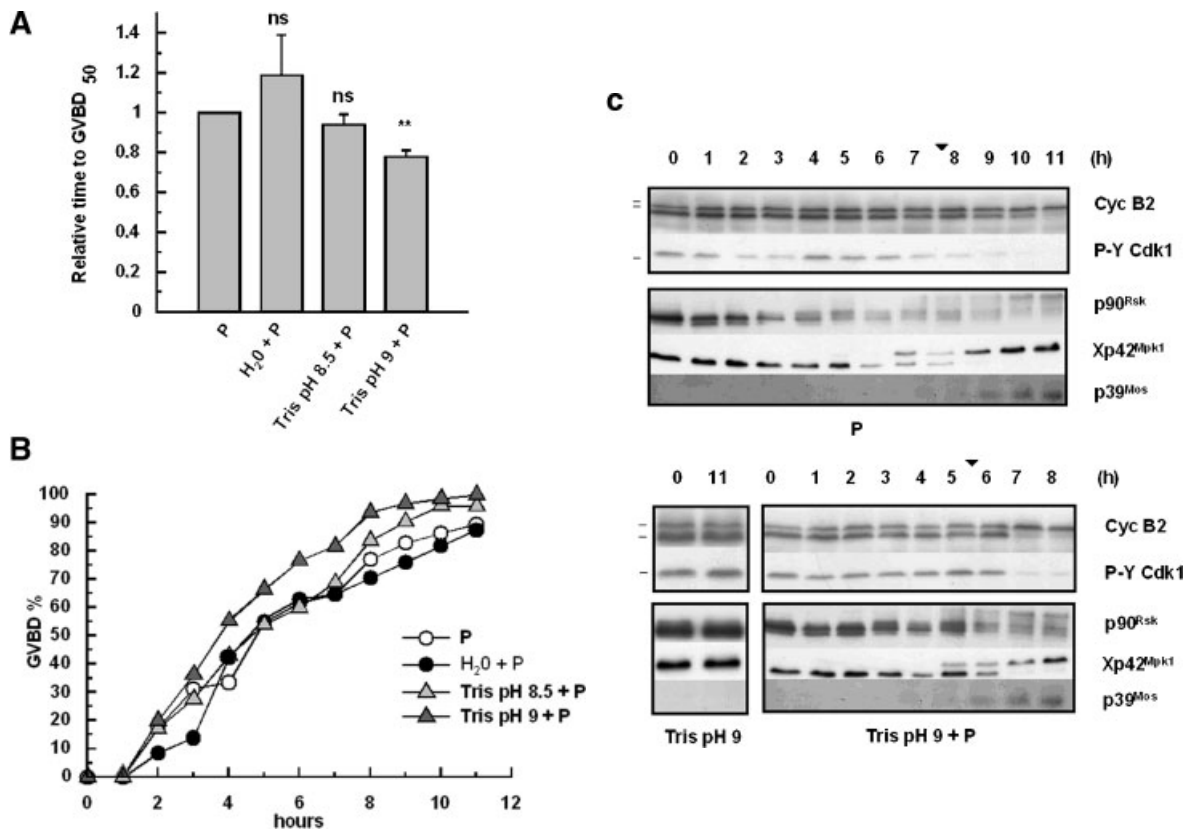 A
Relative time to GVBD 50
1.4
1.2
1
0.8
0.6
0.4
0.2
0
ns
ns
**
P
H20 + P
Tris pH 8.5 + P
Tris pH 9 + P
B
GVBD %
100
90
80
70
60
50
40
30
20
10
0
0 2 4 6 8 10 12
hours
P
H20 + P
Tris pH 8.5 + P
Tris pH 9 + P
C
0 1 2 3 4 5 6 7 8 9 10 11 (h)
Cyc B2
P-Y Cdk1
p90Rsk
Xp42Mpk1
p39Mos
P
0 11 0 1 2 3 4 5 6 7 8 (h)
Cyc B2
P-Y Cdk1
p90Rsk
Xp42Mpk1
p39Mos
Tris pH 9 Tris pH 9 + P